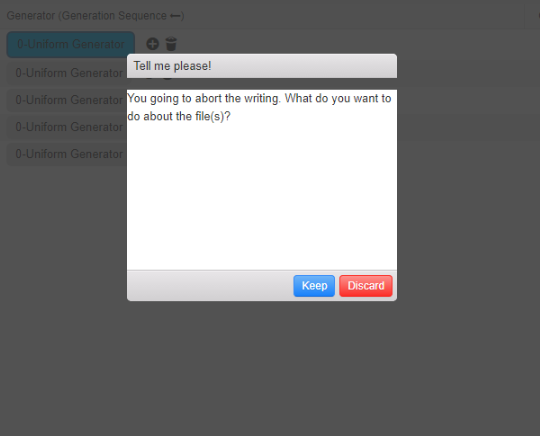 Generator (Generation Sequence ⟵)
0-Uniform Generator
Tell me please!
0-Uniform Generator
You going to abort the writing. What do you want to
0-Uniform Generator
do about the file(s)?
0-Uniform Generator
0-Uniform Generator
Keep Discard